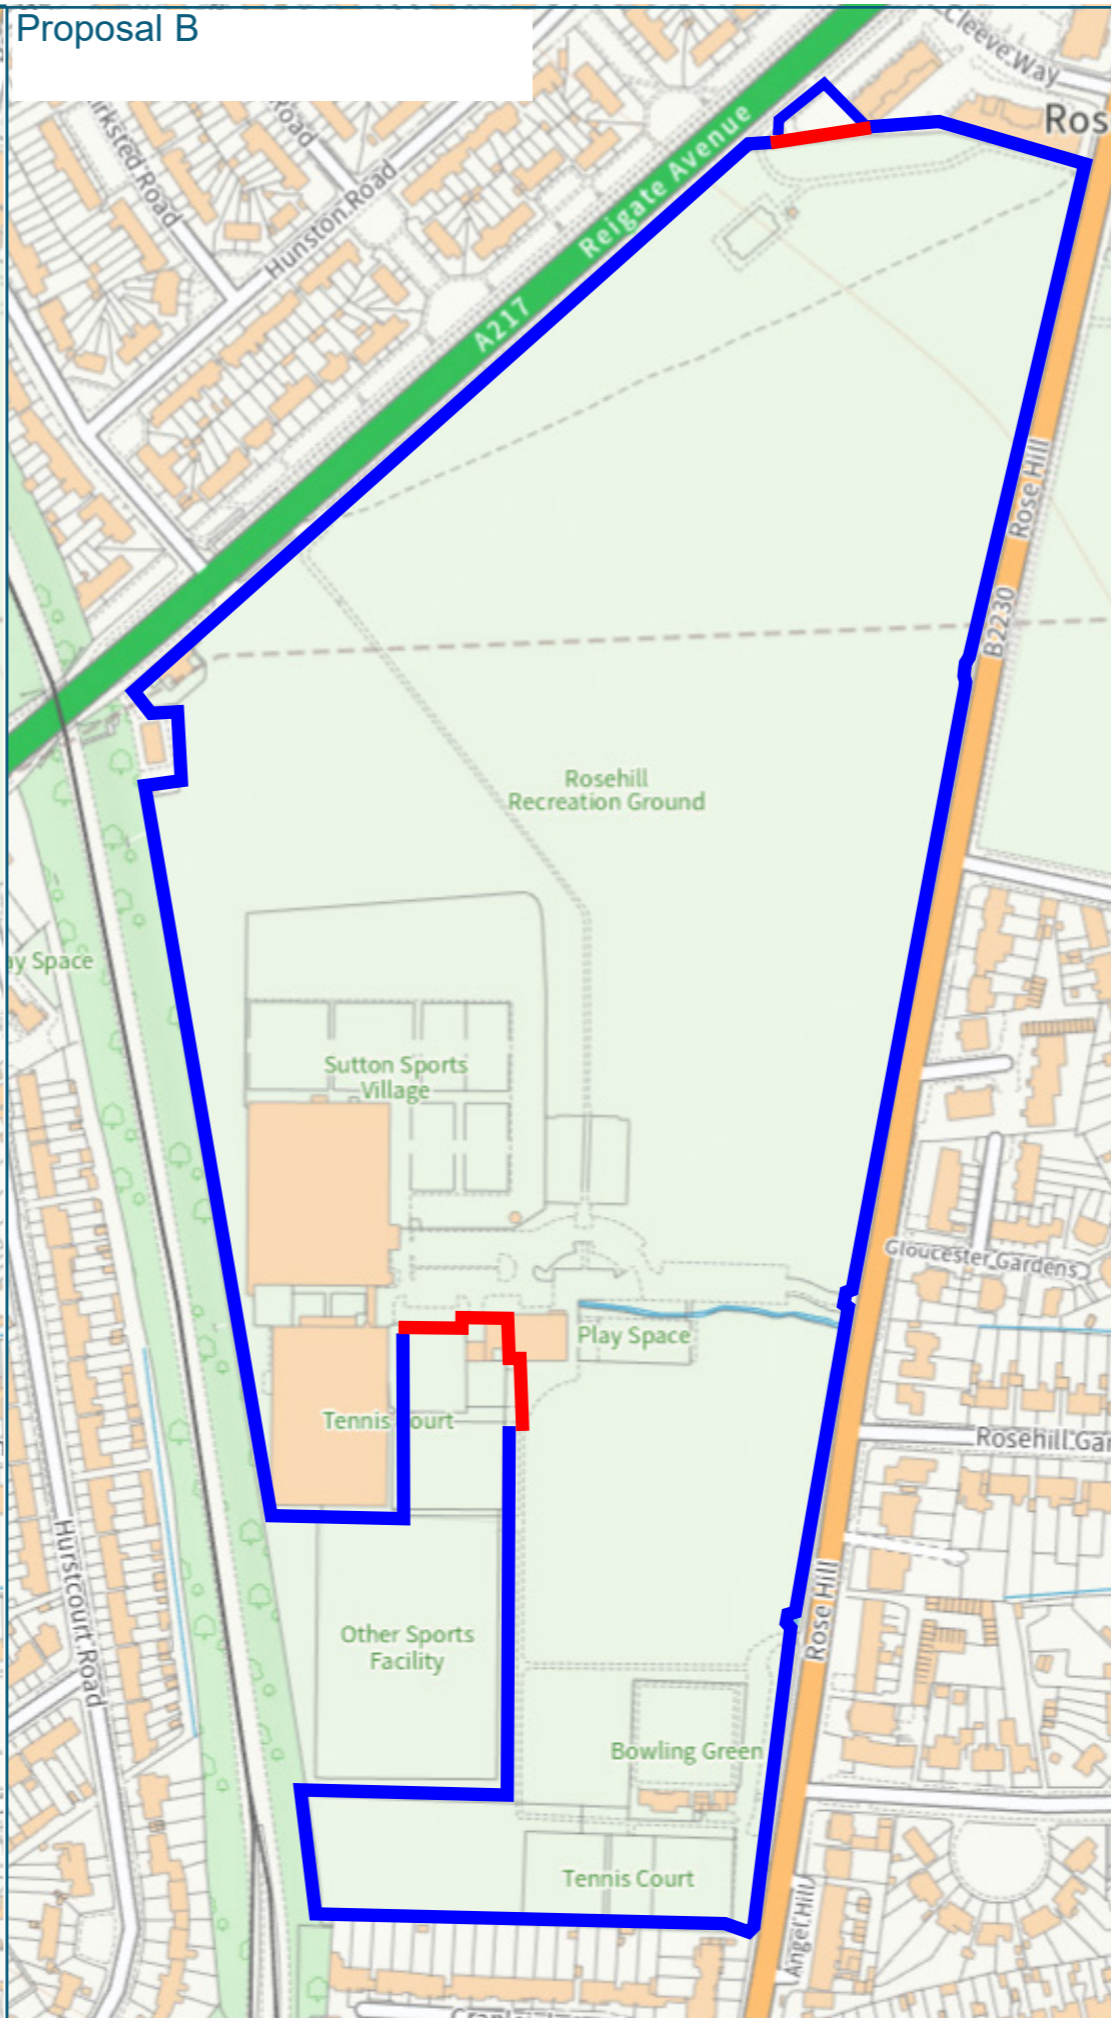 Proposal B
Cleeve Way
Ros
Road
Hunston Road
Reigate Avenue
A217
Rose Hill
B2230
Rosehill
Recreation Ground
ay Space
Sutton Sports
Village
Gloucester Gardens
Play Space
Tennis Court
Rosehill Gar
Hurstcourt Road
Other Sports
Facility
Rose Hill
Bowling Green
Tennis Court
Angel Hill